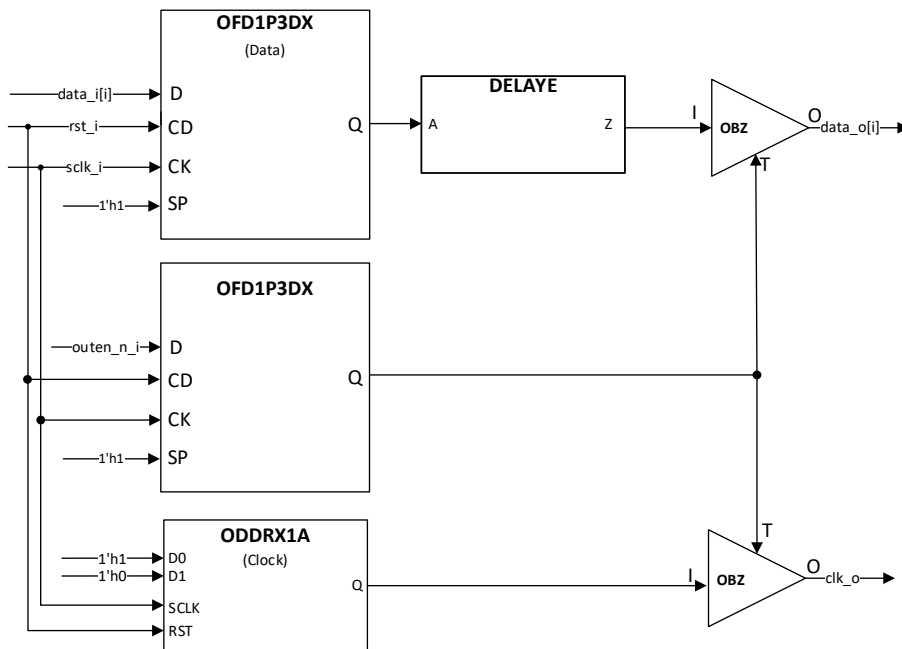 OFD1P3DX
(Data)
data_i[i]
D
rst_i
CD
sclk_i
CK
1'h1
SP
Q
DELAYE
A
Z
I
OBZ
O
data_o[i]
T
OFD1P3DX
outen_n_i
D
CD
CK
1'h1
SP
Q
ODDRX1A
(Clock)
1'h1
D0
1'h0
D1
SCLK
RST
Q
I
T
OBZ
O
clk_o